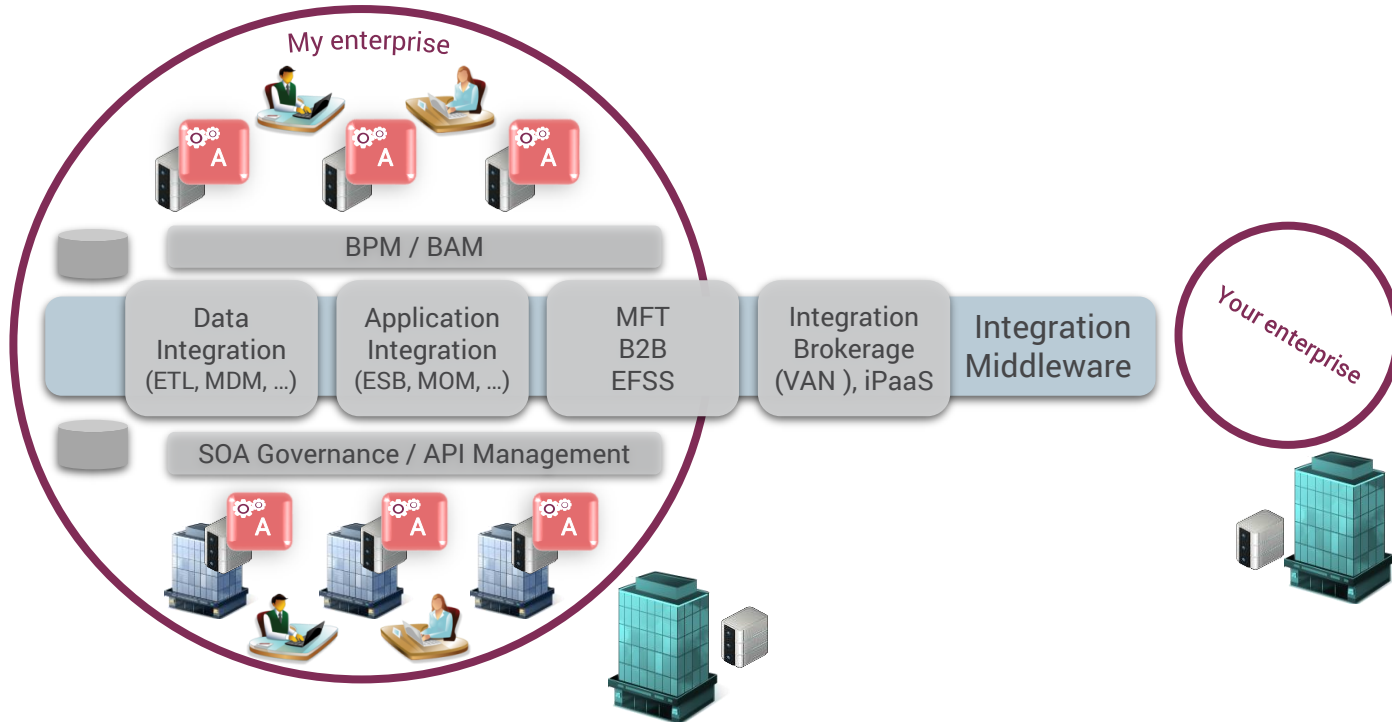 My enterprise
A
A
A
BPM / BAM
Data
Integration
(ETL, MDM, ...)
Application
Integration
(ESB, MOM, ...)
MFT
B2B
EFSS
Integration
Brokerage
(VAN ), iPaaS
Integration
Middleware
Your enterprise
SOA Governance / API Management
A
A
A